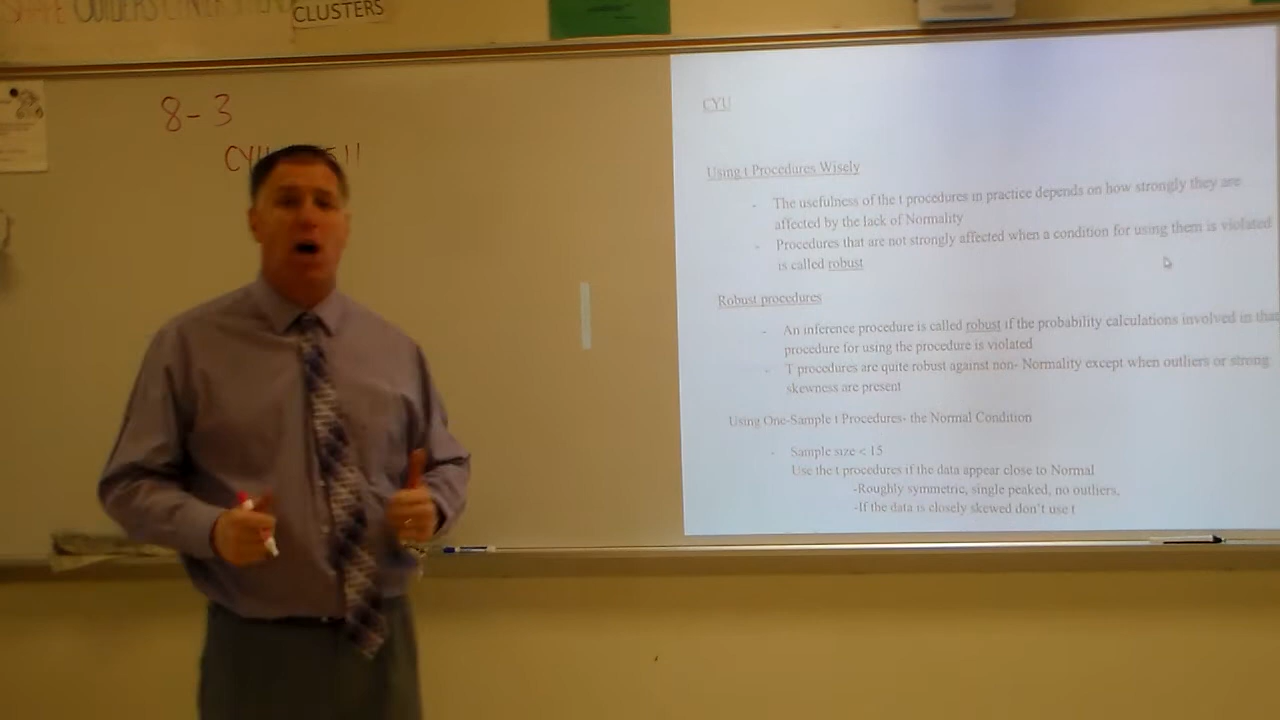 SHAPE OUTLIERS CENTER
CLUSTERS
8-3
CYU 511
CYU
Using t Procedures Wisely
- The usefulness of the t procedures in practice depends on how strongly they are
affected by the lack of Normality
- Procedures that are not strongly affected when a condition for using them is violated
is called robust
Robust procedures
- An inference procedure is called robust if the probability calculations involved in that
procedure for using the procedure is violated
- T procedures are quite robust against non- Normality except when outliers or strong
skewness are present
Using One-Sample t Procedures- the Normal Condition
- Sample size < 15
Use the t procedures if the data appear close to Normal
-Roughly symmetric, single peaked, no outliers,
-If the data is closely skewed don't use t